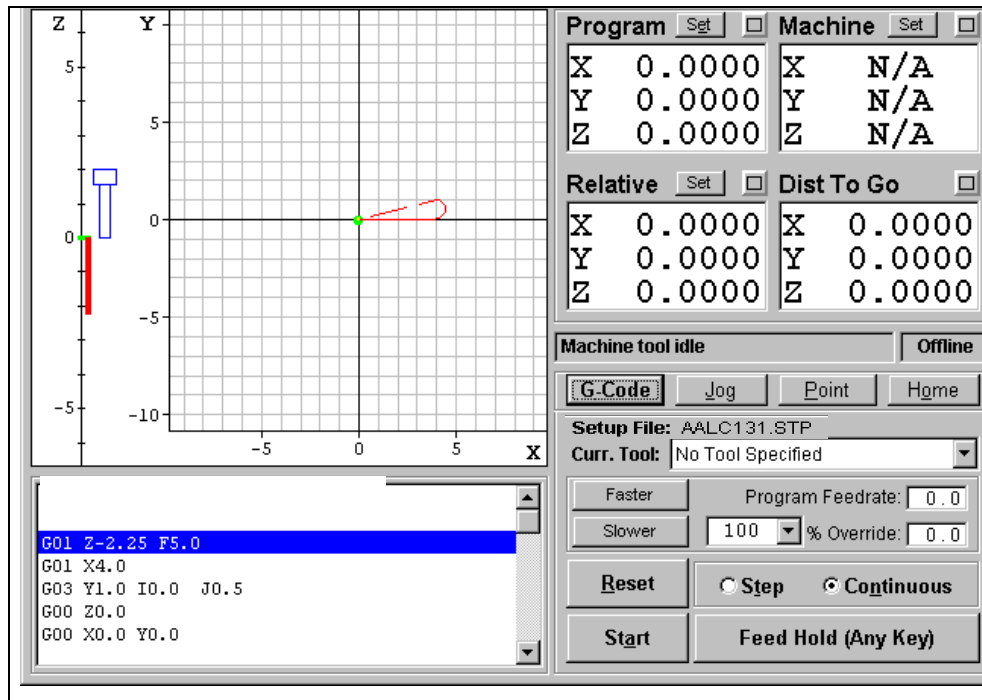 Z
Y
5
5
0
0
-5
-5
-10
-5
0
5
X
G01 Z-2.25 F5.0
G01 X4.0
G03 Y1.0 I0.0 J0.5
G00 Z0.0
G00 X0.0 Y0.0
Program Set
X 0.0000
Y 0.0000
Z 0.0000
Machine Set
X N/A
Y N/A
Z N/A
Relative Set
X 0.0000
Y 0.0000
Z 0.0000
Dist To Go
X 0.0000
Y 0.0000
Z 0.0000
Machine tool idle
Offline
G-Code Jog Point Home
Setup File: AALC131.STP
Curr. Tool: No Tool Specified
Faster Program Feedrate: 0.0
Slower 100 % Override: 0.0
Reset Step Continuous
Start Feed Hold (Any Key)